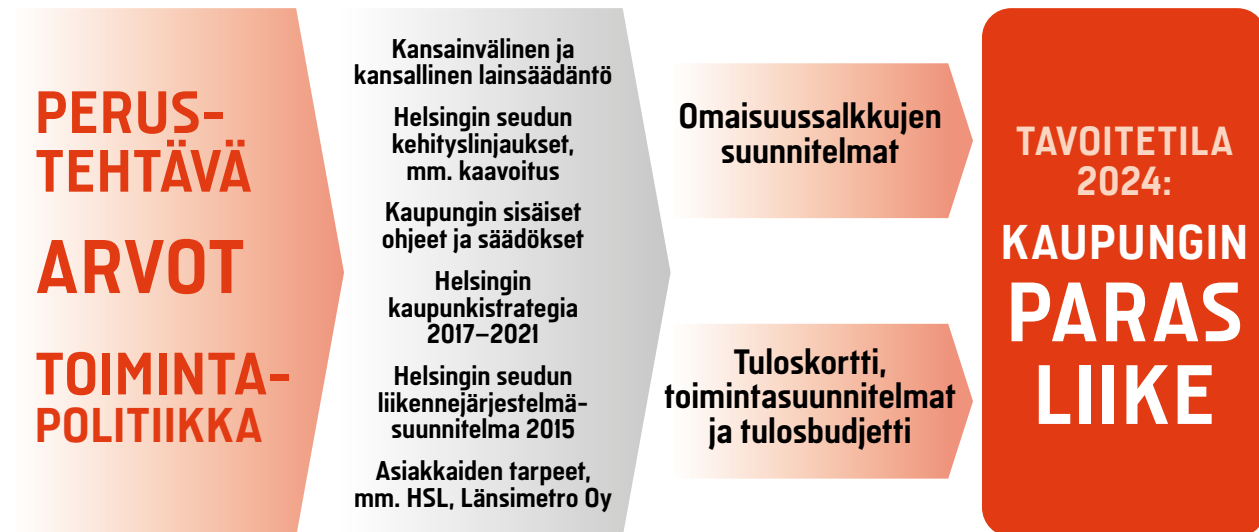 PERUS-
TEHTÄVÄ
ARVOT
TOIMINTA-
POLITIIKKA
Kansainvälinen ja
kansallinen lainsäädäntö
Helsingin seudun
kehityslinjaukset,
mm. kaavoitus
Kaupungin sisäiset
ohjeet ja säädökset
Helsingin
kaupunkistrategia
2017–2021
Helsingin seudun
liikennejärjestelmä-
suunnitelma 2015
Asiakkaiden tarpeet,
mm. HSL, Länsimetro Oy
Omaisuussalkkujen
suunnitelmat
Tuloskortti,
toimintasuunnitelmat
ja tulosbudjetti
TAVOITETILA
2024:
KAUPUNGIN
PARAS
LIIKE